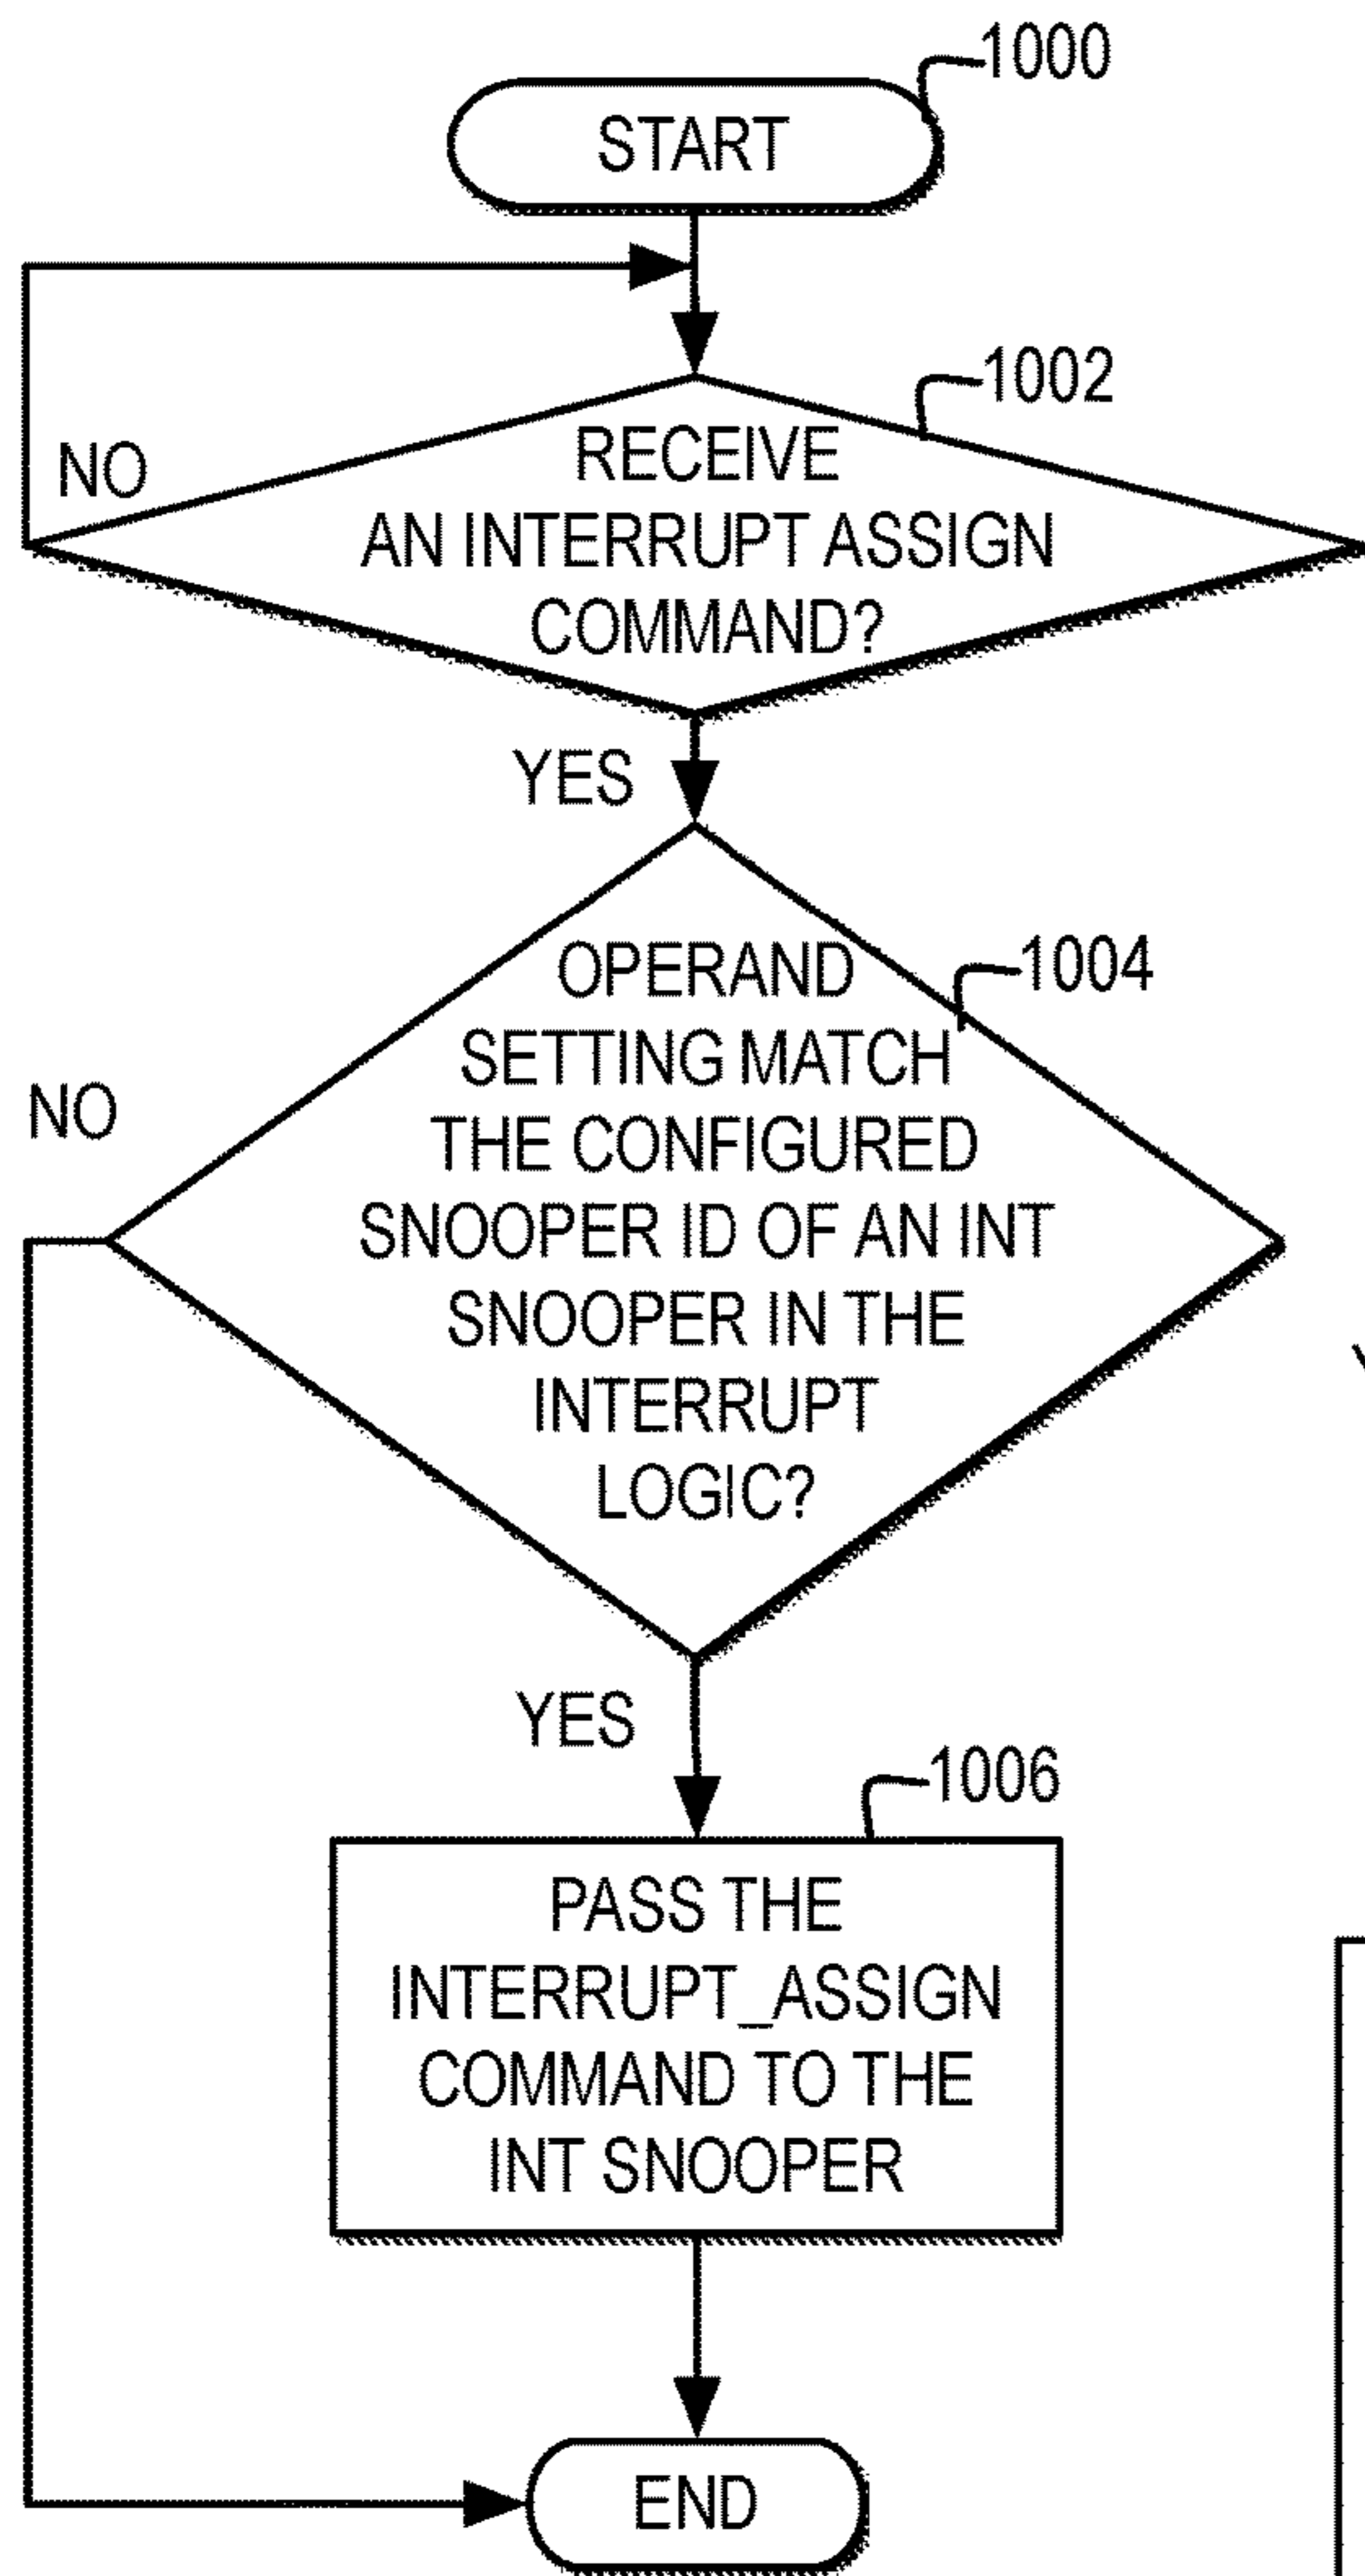 1000
START
1002
NO
RECEIVE
AN INTERRUPT ASSIGN
COMMAND?
YES
1004
OPERAND
SETTING MATCH
THE CONFIGURED
SNOOPER ID OF AN INT
SNOOPER IN THE
INTERRUPT
LOGIC?
NO
YES
1006
PASS THE
INTERRUPT_ASSIGN
COMMAND TO THE
INT SNOOPER
END